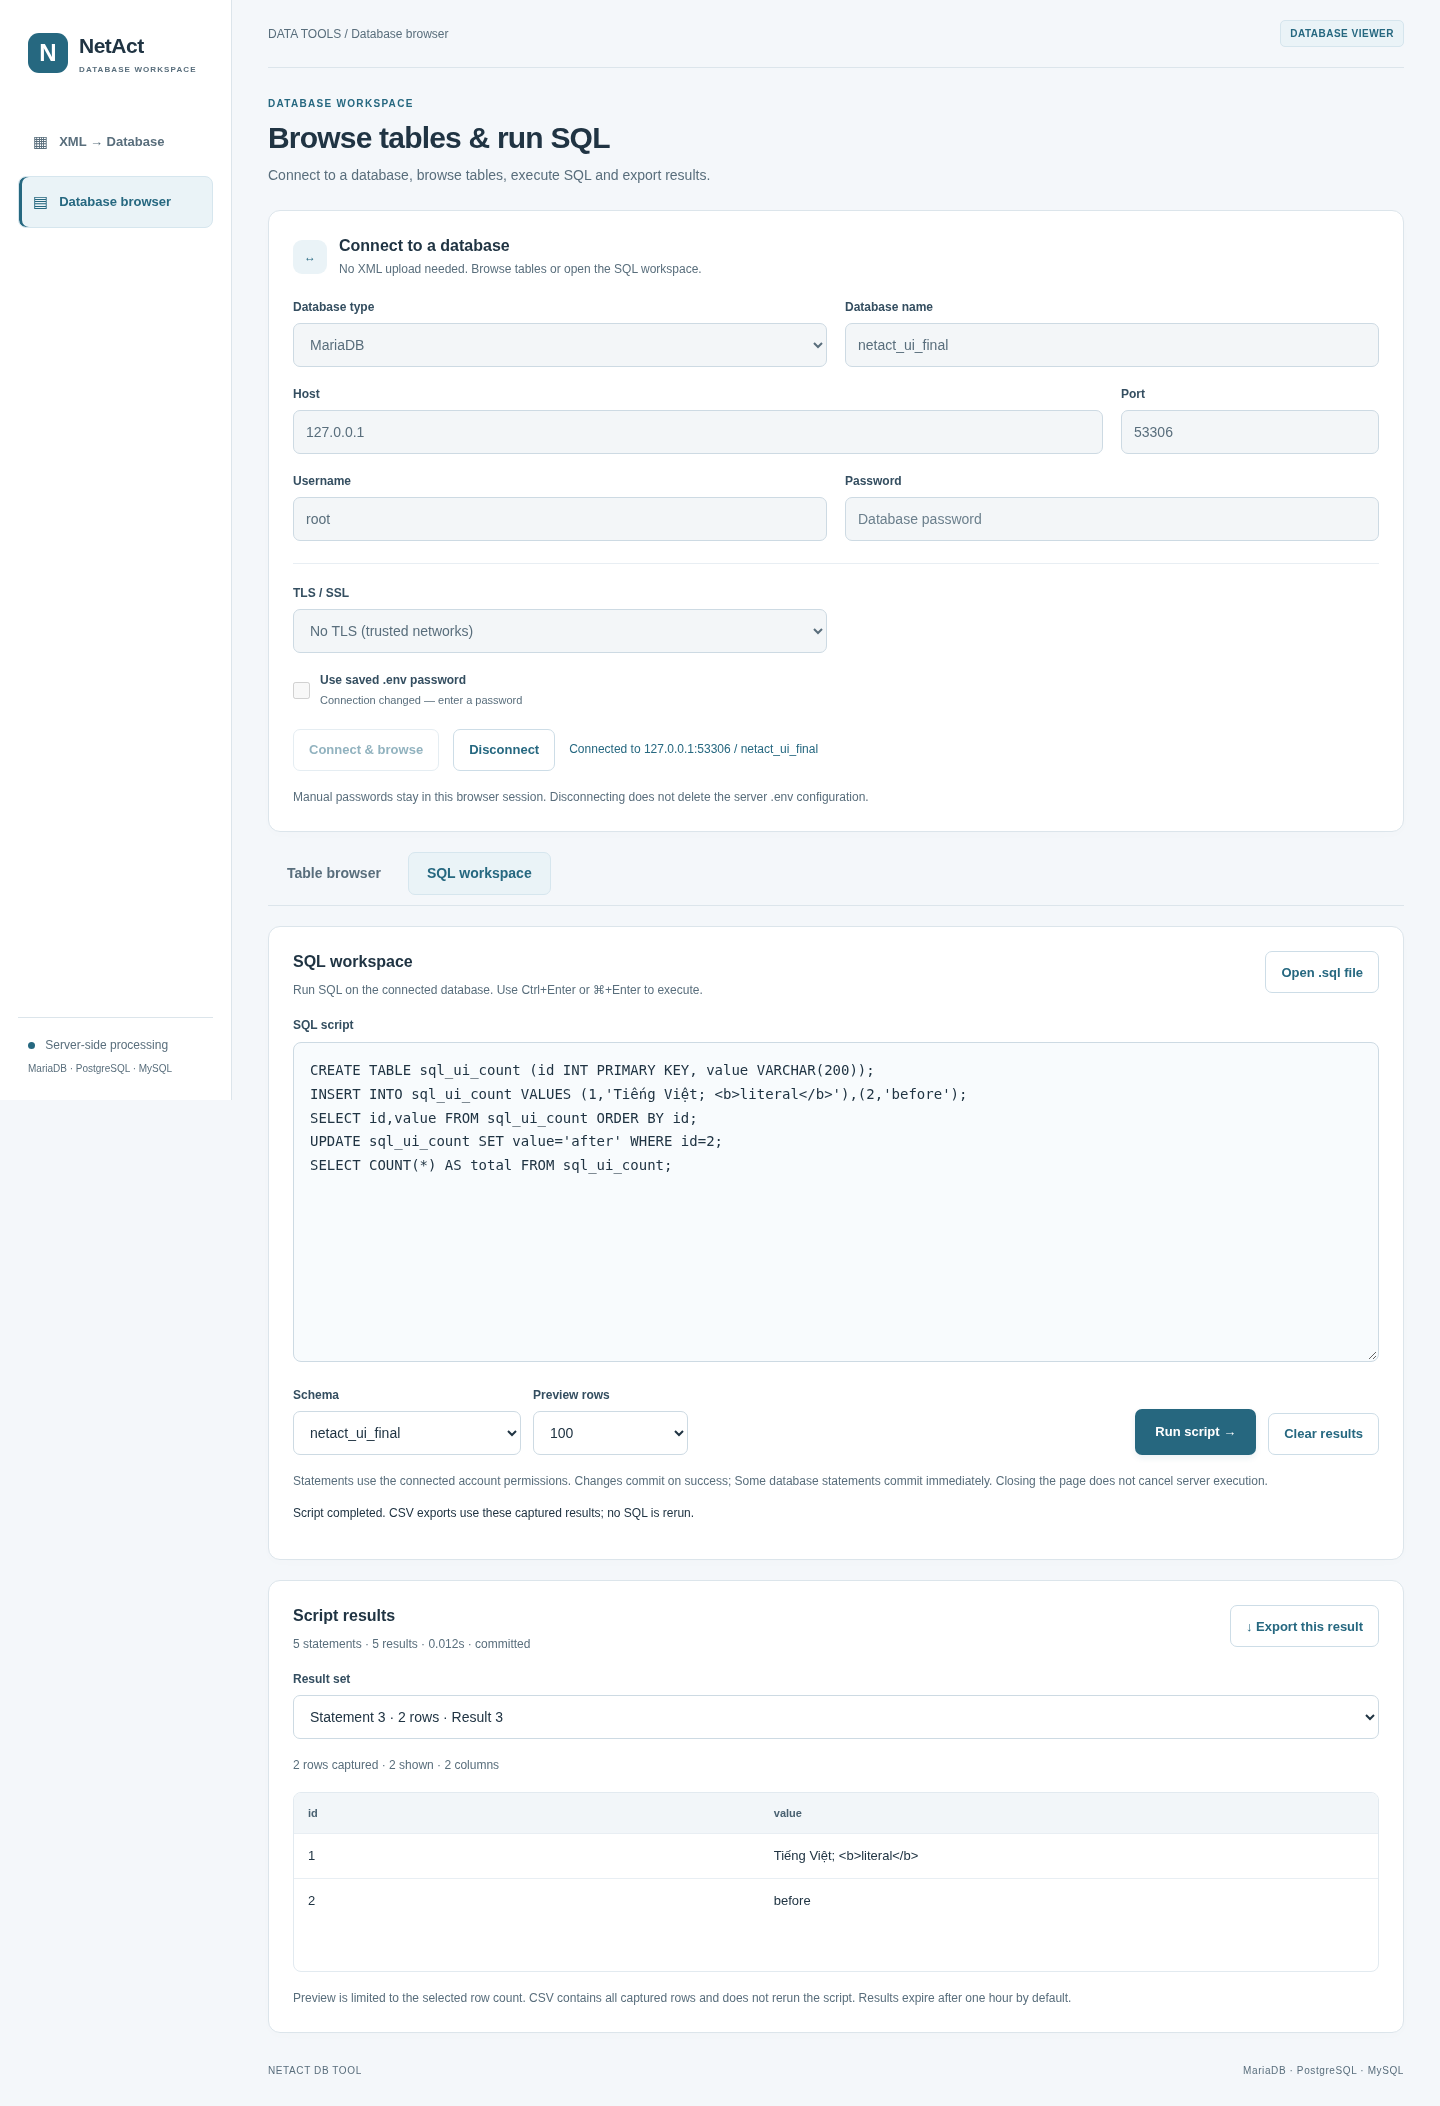 N
NetAct
DATABASE WORKSPACE
XML → Database
Database browser
Server-side processing
MariaDB · PostgreSQL · MySQL
DATA TOOLS / Database browser
DATABASE VIEWER
DATABASE WORKSPACE
Browse tables & run SQL
Connect to a database, browse tables, execute SQL and export results.
↔
Connect to a database
No XML upload needed. Browse tables or open the SQL workspace.
Database type
Database name
MariaDB
netact_ui_final
Host
Port
127.0.0.1
53306
Username
Password
root
Database password
TLS / SSL
No TLS (trusted networks)
Use saved .env password
Connection changed — enter a password
Connect & browse
Disconnect
Connected to 127.0.0.1:53306 / netact_ui_final
Manual passwords stay in this browser session. Disconnecting does not delete the server .env configuration.
Table browser
SQL workspace
SQL workspace
Open .sql file
Run SQL on the connected database. Use Ctrl+Enter or ⌘+Enter to execute.
SQL script
CREATE TABLE sql_ui_count (id INT PRIMARY KEY, value VARCHAR(200));
INSERT INTO sql_ui_count VALUES (1,'Tiếng Việt; <b>literal</b>'),(2,'before');
SELECT id,value FROM sql_ui_count ORDER BY id;
UPDATE sql_ui_count SET value='after' WHERE id=2;
SELECT COUNT(*) AS total FROM sql_ui_count;
Schema
Preview rows
netact_ui_final
100
Run script →
Clear results
Statements use the connected account permissions. Changes commit on success; Some database statements commit immediately. Closing the page does not cancel server execution.
Script completed. CSV exports use these captured results; no SQL is rerun.
Script results
↓ Export this result
5 statements · 5 results · 0.012s · committed
Result set
Statement 3 · 2 rows · Result 3
2 rows captured · 2 shown · 2 columns
id
value
1
Tiếng Việt; <b>literal</b>
2
before
Preview is limited to the selected row count. CSV contains all captured rows and does not rerun the script. Results expire after one hour by default.
NETACT DB TOOL
MariaDB · PostgreSQL · MySQL